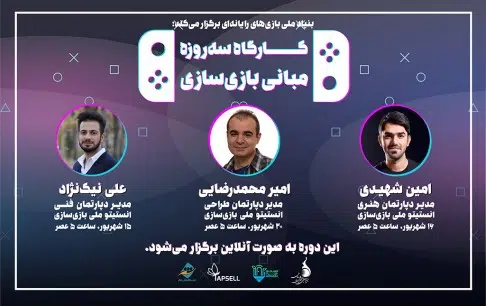 بنیاد ملی بازی‌های رایانه‌ای برگزار می‌کند:
کارگاه سه‌روزه
مبانی بازی‌سازی
امین شهیدی
مدیر دپارتمان هنری
انستیتو ملی بازی‌سازی
۱۶ شهریور، ساعت ۵ عصر
امیر محمدرضایی
مدیر دپارتمان طراحی
انستیتو ملی بازی‌سازی
۲۰ شهریور، ساعت ۵ عصر
علی نیک‌نژاد
مدیر دپارتمان فنی
انستیتو ملی بازی‌سازی
۱۵ شهریور، ساعت ۵ عصر
این دوره به صورت آنلاین برگزار می‌شود.
TAPSELL